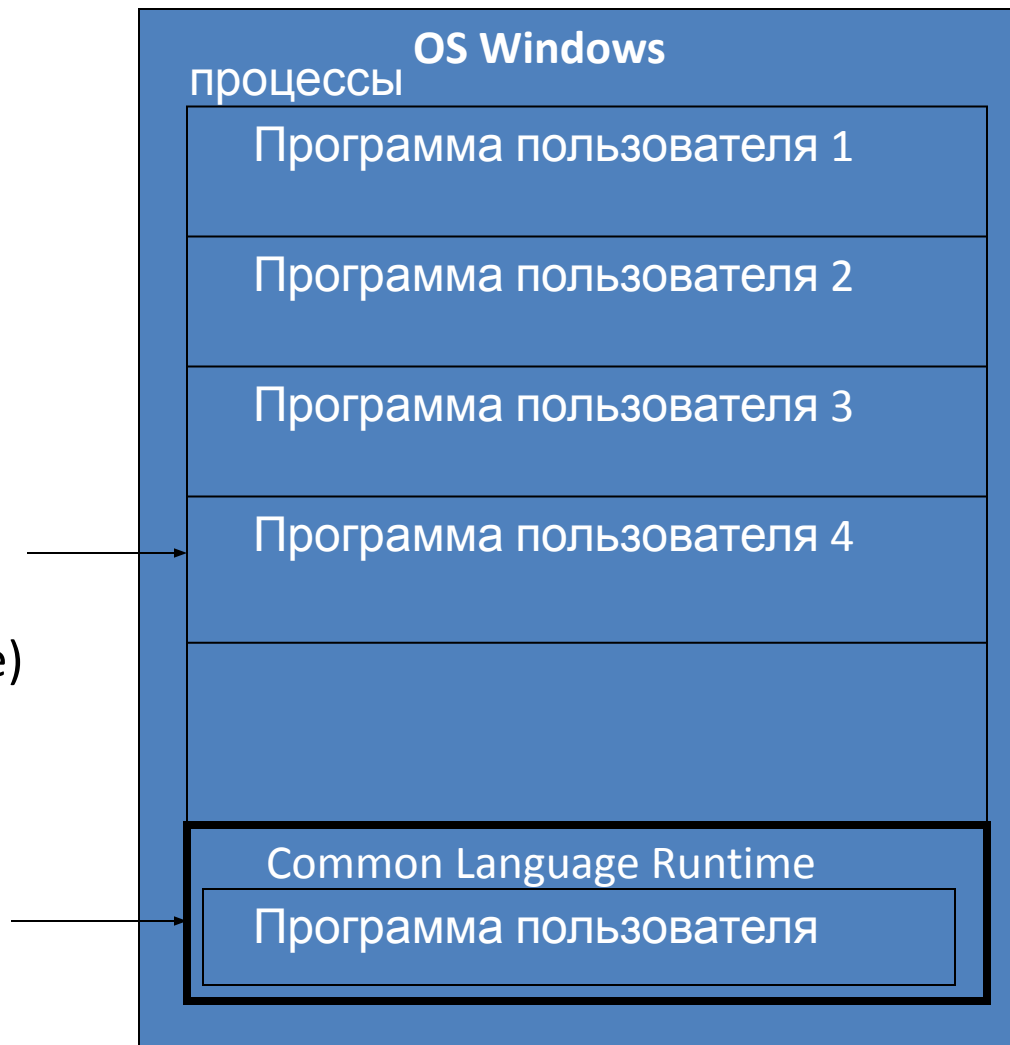 OS Windows
процессы
Программа пользователя 1
Программа пользователя 2
Программа пользователя 3
Программа пользователя 4
e)
Common Language Runtime
Программа пользователя